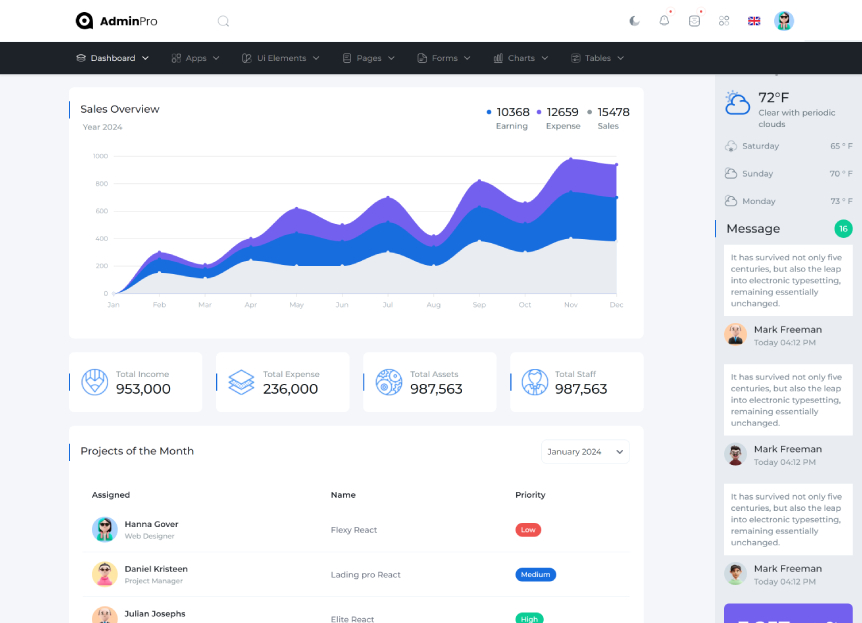 AdminPro
Dashboard Apps Ui Elements Pages Forms Charts Tables
Sales Overview
Year 2024
10368 12659 15478
Earning Expense Sales
1000
800
600
400
200
0
Jan Feb Mar Apr May Jun Jul Aug Sep Oct Nov Dec
Total Income
953,000
Total Expense
236,000
Total Assets
987,563
Total Staff
987,563
Projects of the Month
January 2024
Assigned Name Priority
Hanna Gover
Web Designer
Flexy React
Low
Daniel Kristeen
Project Manager
Lading pro React
Medium
Julian Josephs
Elite React
High
72°F
Clear with periodic
clouds
Saturday 65 ° F
Sunday 70 ° F
Monday 73 ° F
Message 16
It has survived not only five
centuries, but also the leap
into electronic typesetting,
remaining essentially
unchanged.
Mark Freeman
Today 04:12 PM
It has survived not only five
centuries, but also the leap
into electronic typesetting,
remaining essentially
unchanged.
Mark Freeman
Today 04:12 PM
It has survived not only five
centuries, but also the leap
into electronic typesetting,
remaining essentially
unchanged.
Mark Freeman
Today 04:12 PM